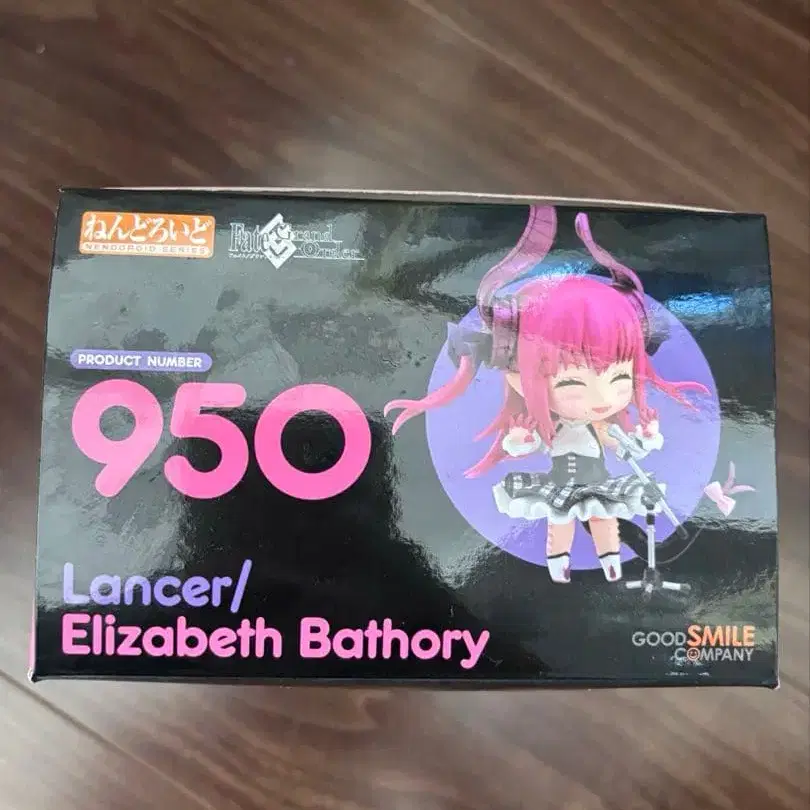 ねんどろいど
NENDOROID SERIES
Fate Grand
Order
PRODUCT NUMBER
950
Lancer/
Elizabeth Bathory
GOOD SMILE
COMPANY